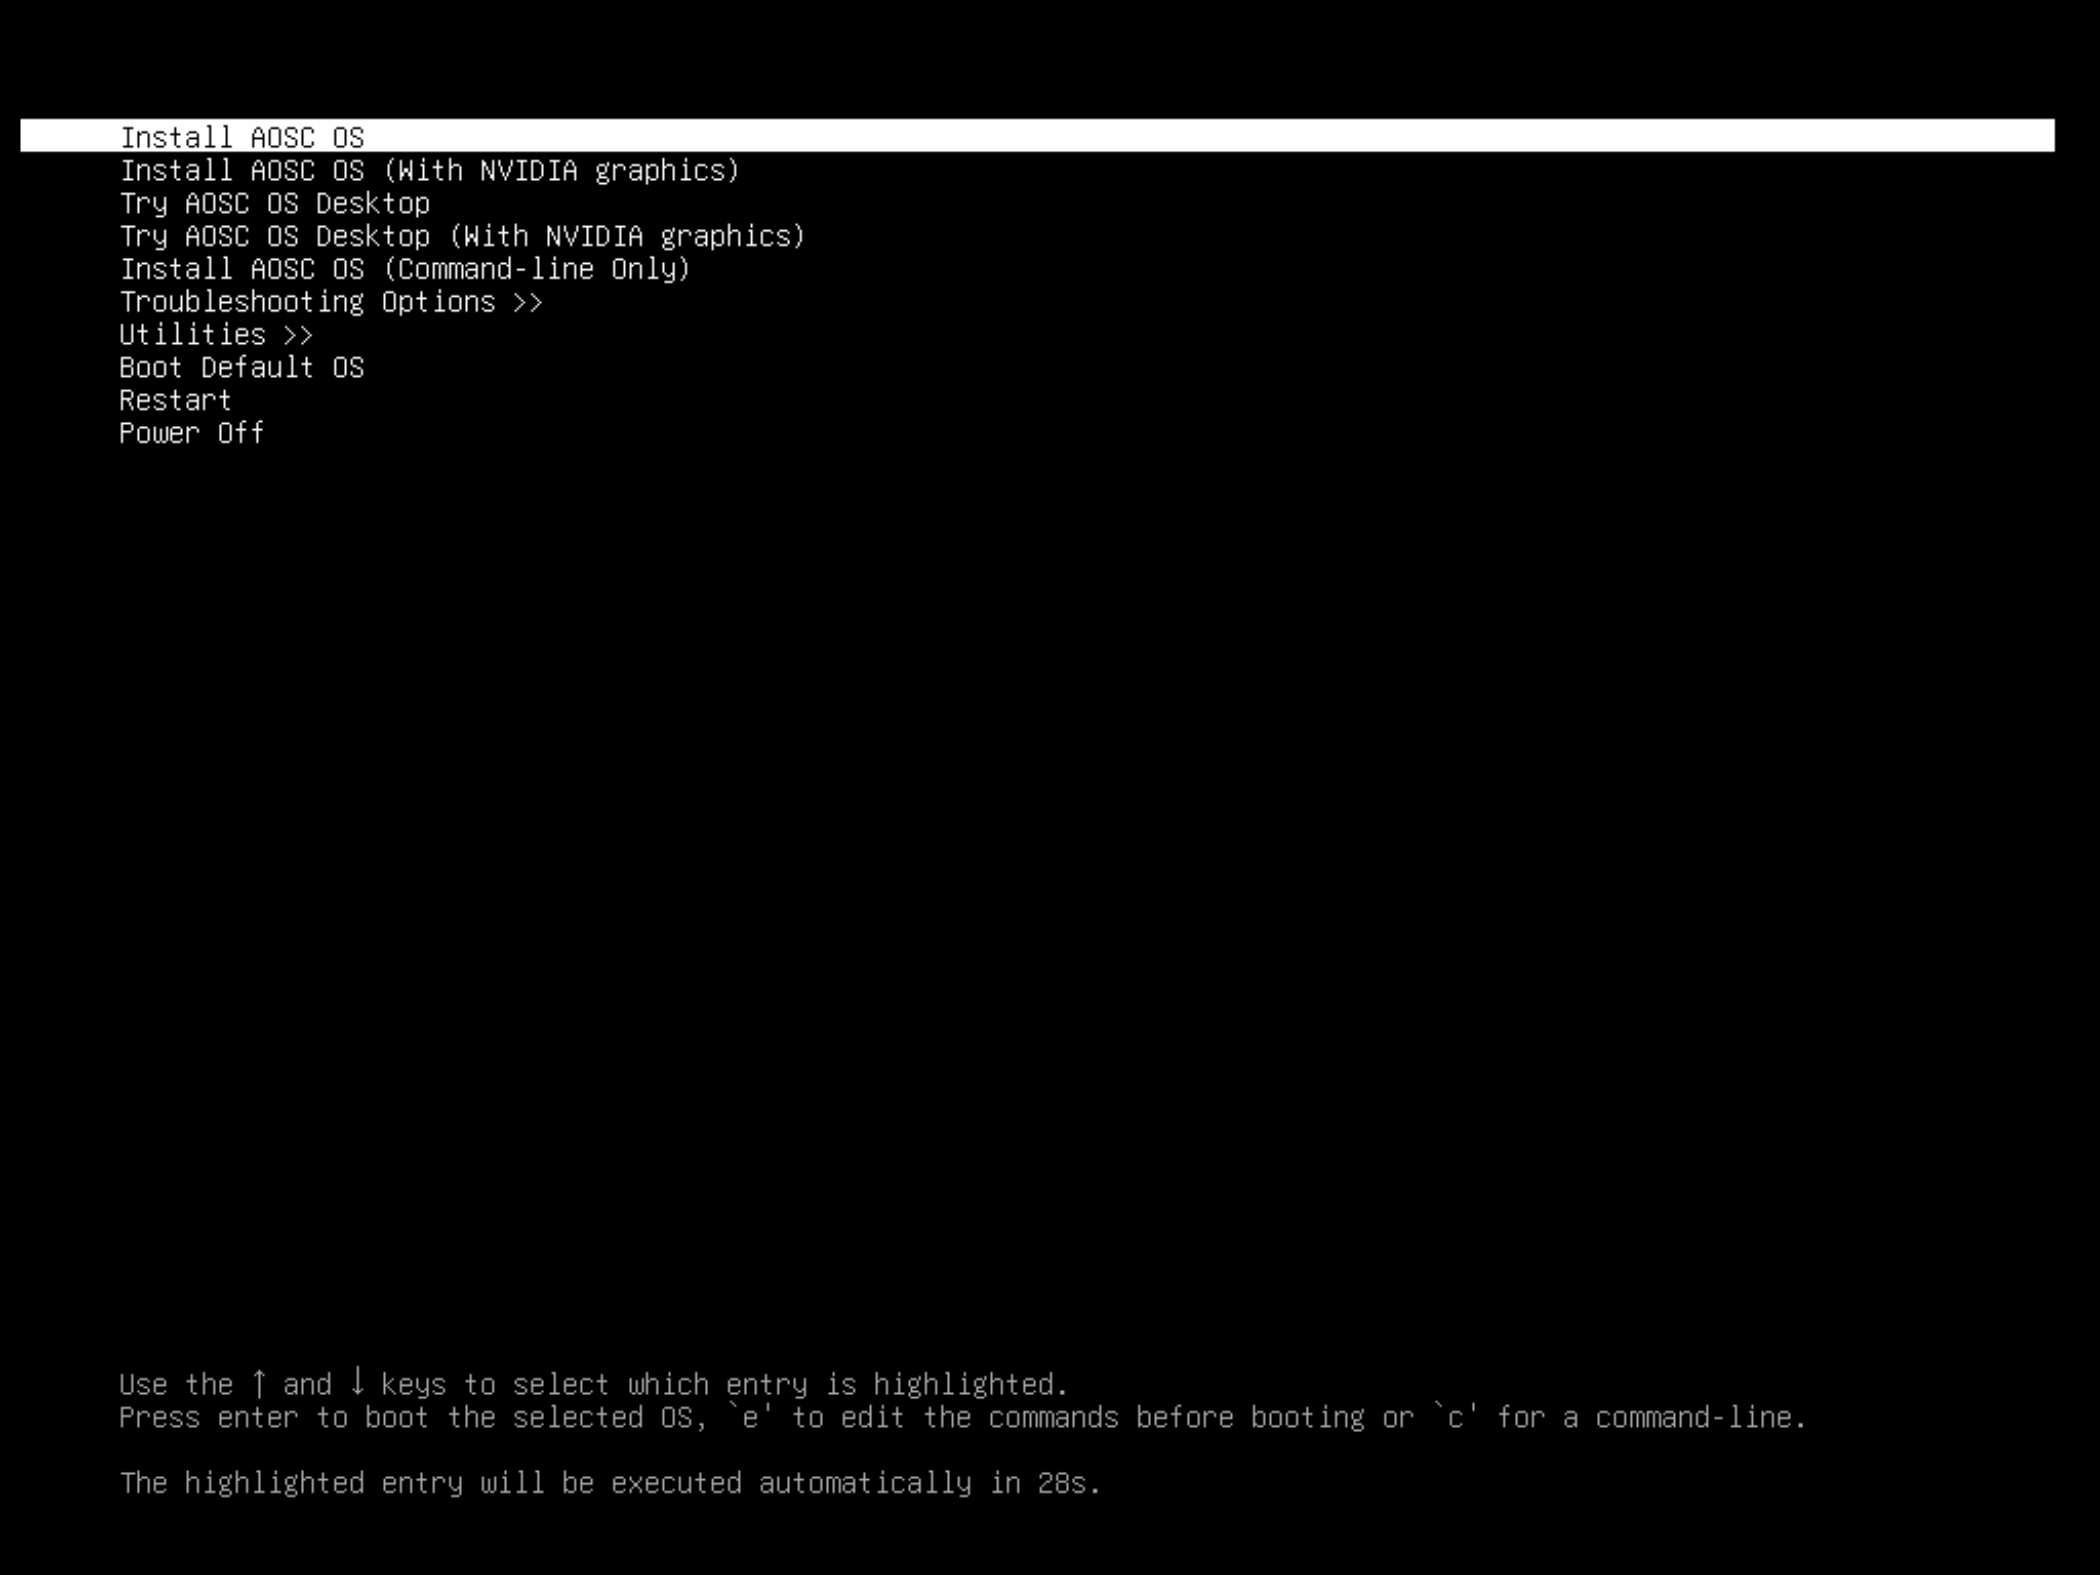 Install AOSC OS
Install AOSC OS (With NVIDIA graphics)
Try AOSC OS Desktop
Try AOSC OS Desktop (With NVIDIA graphics)
Install AOSC OS (Command-line Only)
Troubleshooting Options >>
Utilities >>
Boot Default OS
Restart
Power Off
Use the ↑ and ↓ keys to select which entry is highlighted.
Press enter to boot the selected OS, `e' to edit the commands before booting or `c' for a command-line.
The highlighted entry will be executed automatically in 28s.